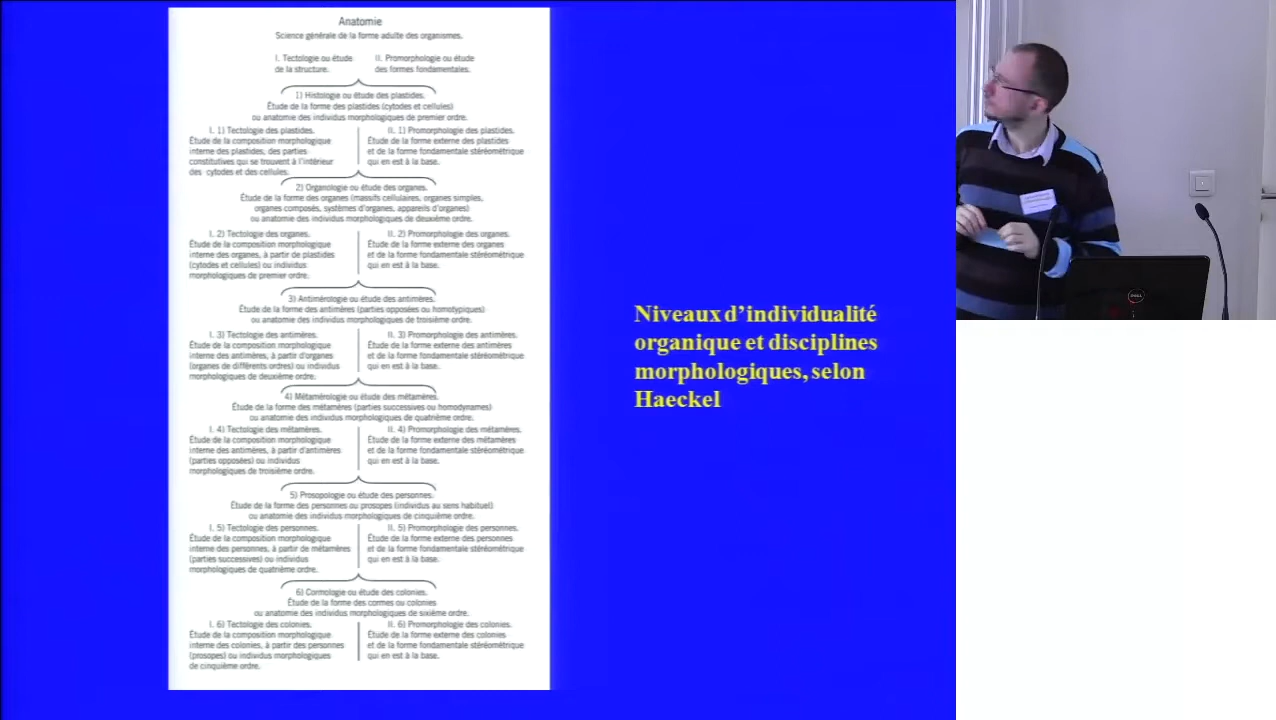 Anatomie
Science générale de la forme adulte des organismes.
I. Tectologie ou étude
de la structure.
II. Promorphologie ou étude
des formes fondamentales.
1) Histologie ou étude des plastides.
Étude de la forme des plastides (cytodes et cellules)
ou anatomie des individus morphologiques de premier ordre.
I. 1) Tectologie des plastides.
Étude de la composition morphologique
interne des plastides, des parties
constitutives qui se trouvent à l'intérieur
des cytodes et des cellules.
II. 1) Promorphologie des plastides.
Étude de la forme externe des plastides
et de la forme fondamentale stéréométrique
qui en est à la base.
2) Organologie ou étude des organes.
Étude de la forme des organes (massifs cellulaires, organes simples,
organes composés, systèmes d'organes, appareils d'organes)
ou anatomie des individus morphologiques de deuxième ordre.
I. 2) Tectologie des organes.
Étude de la composition morphologique
interne des organes, à partir de plastides
(cytodes et cellules) ou individus
morphologiques de premier ordre.
II. 2) Promorphologie des organes.
Étude de la forme externe des organes
et de la forme fondamentale stéréométrique
qui en est à la base.
3) Antimérologie ou étude des antimères.
Étude de la forme des antimères (parties opposées ou homotypiques)
ou anatomie des individus morphologiques de troisième ordre.
I. 3) Tectologie des antimères.
Étude de la composition morphologique
interne des antimères, à partir d'organes
(organes de différents ordres) ou individus
morphologiques de deuxième ordre.
II. 3) Promorphologie des antimères.
Étude de la forme externe des antimères
et de la forme fondamentale stéréométrique
qui en est à la base.
4) Métamérologie ou étude des métamères.
Étude de la forme des métamères (parties successives ou homodynames)
ou anatomie des individus morphologiques de quatrième ordre.
I. 4) Tectologie des métamères.
Étude de la composition morphologique
interne des antimères, à partir d'antimères
(parties opposées) ou individus
morphologiques de troisième ordre.
II. 4) Promorphologie des métamères.
Étude de la forme externe des métamères
et de la forme fondamentale stéréométrique
qui en est à la base.
5) Prosopologie ou étude des personnes.
Étude de la forme des personnes ou prosopes (individus au sens habituel)
ou anatomie des individus morphologiques de cinquième ordre.
I. 5) Tectologie des personnes.
Étude de la composition morphologique
interne des personnes, à partir de métamères
(parties successives) ou individus
morphologiques de quatrième ordre.
II. 5) Promorphologie des personnes.
Étude de la forme externe des personnes
et de la forme fondamentale stéréométrique
qui en est à la base.
6) Cormologie ou étude des colonies.
Étude de la forme des cormes ou colonies
ou anatomie des individus morphologiques de sixième ordre.
I. 6) Tectologie des colonies.
Étude de la composition morphologique
interne des colonies, à partir des personnes
(prosopes) ou individus morphologiques
de cinquième ordre.
II. 6) Promorphologie des colonies.
Étude de la forme externe des colonies
et de la forme fondamentale stéréométrique
qui en est à la base.
Niveaux d'individualité
organique et disciplines
morphologiques, selon
Haeckel
DELL